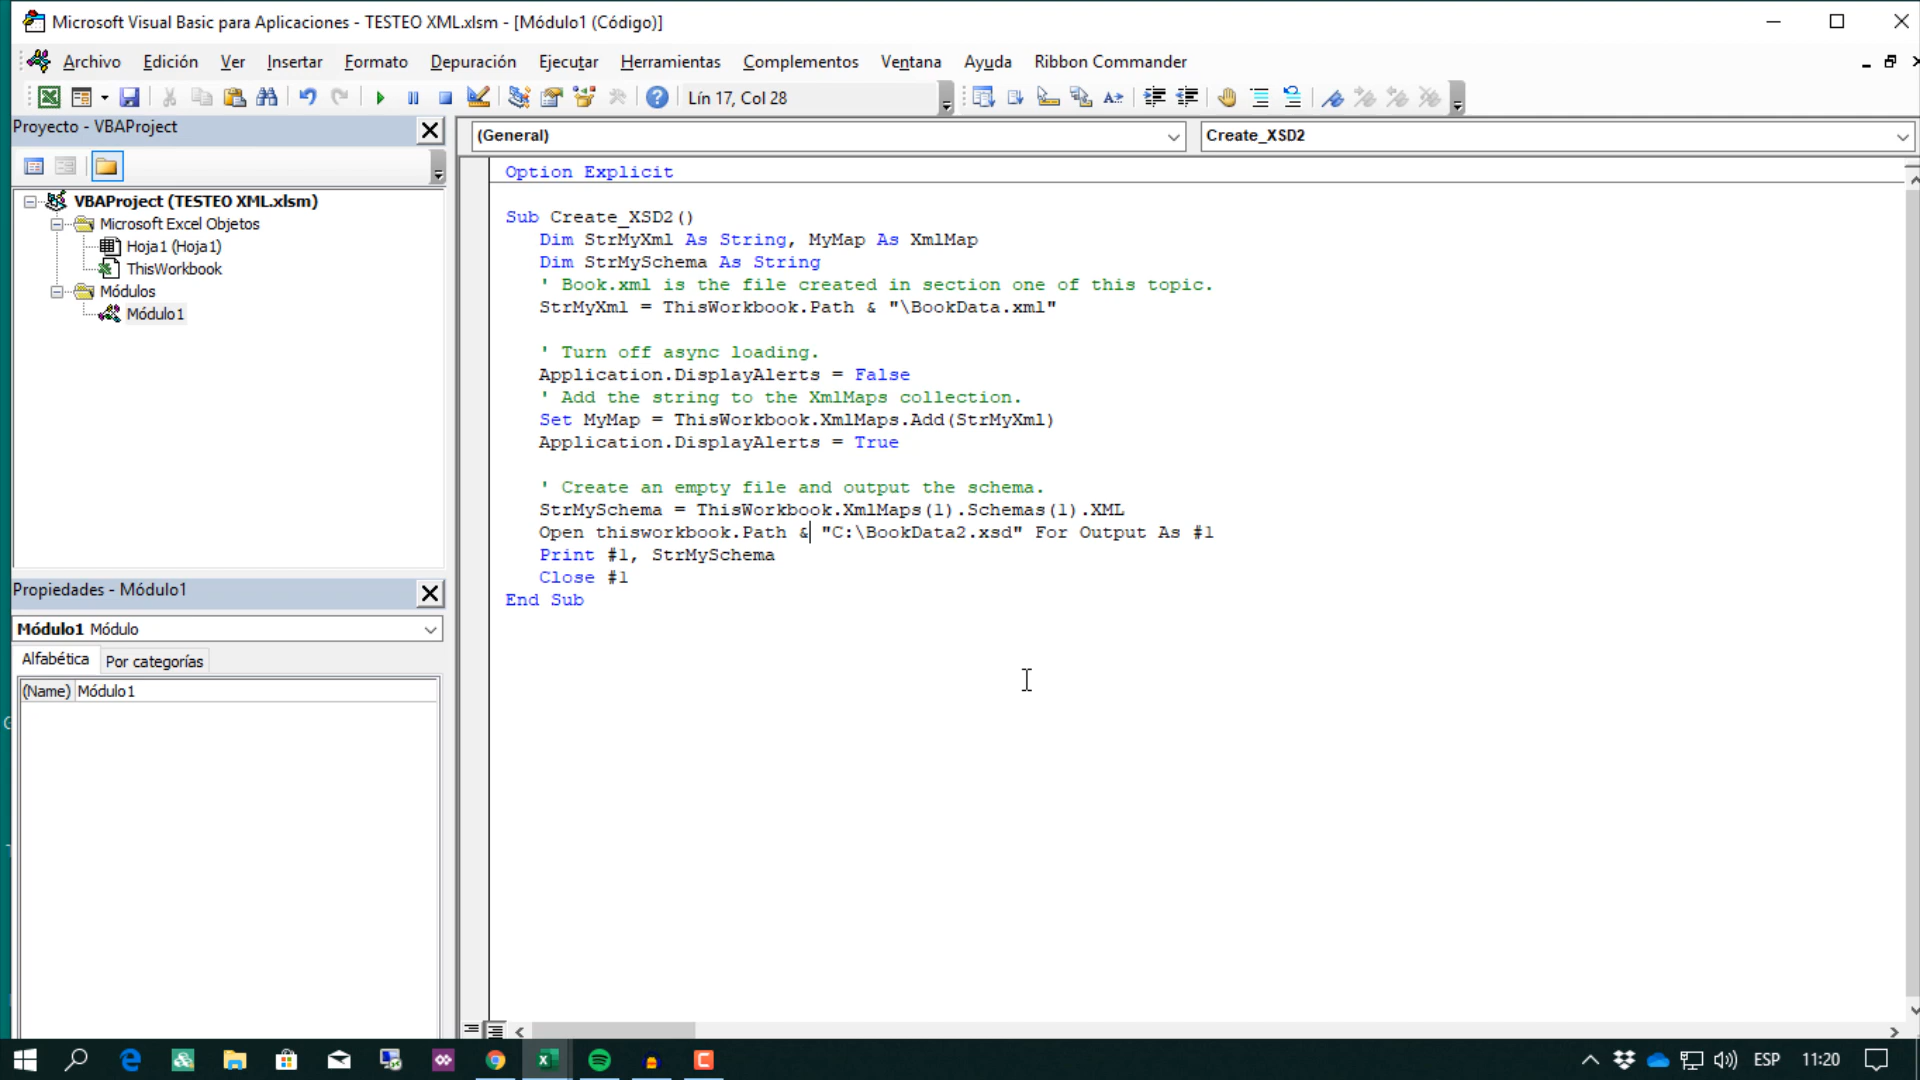 Microsoft Visual Basic para Aplicaciones - TESTEO XML.xlsm - [Módulo1 (Código)]
Archivo Edición Ver Insertar Formato Depuración Ejecutar Herramientas Complementos Ventana Ayuda Ribbon Commander
Lín 17, Col 28
Proyecto - VBAProject
VBAProject (TESTEO XML.xlsm)
Microsoft Excel Objetos
Hoja1 (Hoja1)
ThisWorkbook
Módulos
Módulo1
Propiedades - Módulo1
Módulo1 Módulo
Alfabética Por categorías
(Name) Módulo1
(General) Create_XSD2
Option Explicit
Sub Create_XSD2()
Dim StrMyXml As String, MyMap As XmlMap
Dim StrMySchema As String
' Book.xml is the file created in section one of this topic.
StrMyXml = ThisWorkbook.Path & "\BookData.xml"
' Turn off async loading.
Application.DisplayAlerts = False
' Add the string to the XmlMaps collection.
Set MyMap = ThisWorkbook.XmlMaps.Add(StrMyXml)
Application.DisplayAlerts = True
' Create an empty file and output the schema.
StrMySchema = ThisWorkbook.XmlMaps(1).Schemas(1).XML
Open thisworkbook.Path & "C:\BookData2.xsd" For Output As #1
Print #1, StrMySchema
Close #1
End Sub
ESP 11:20